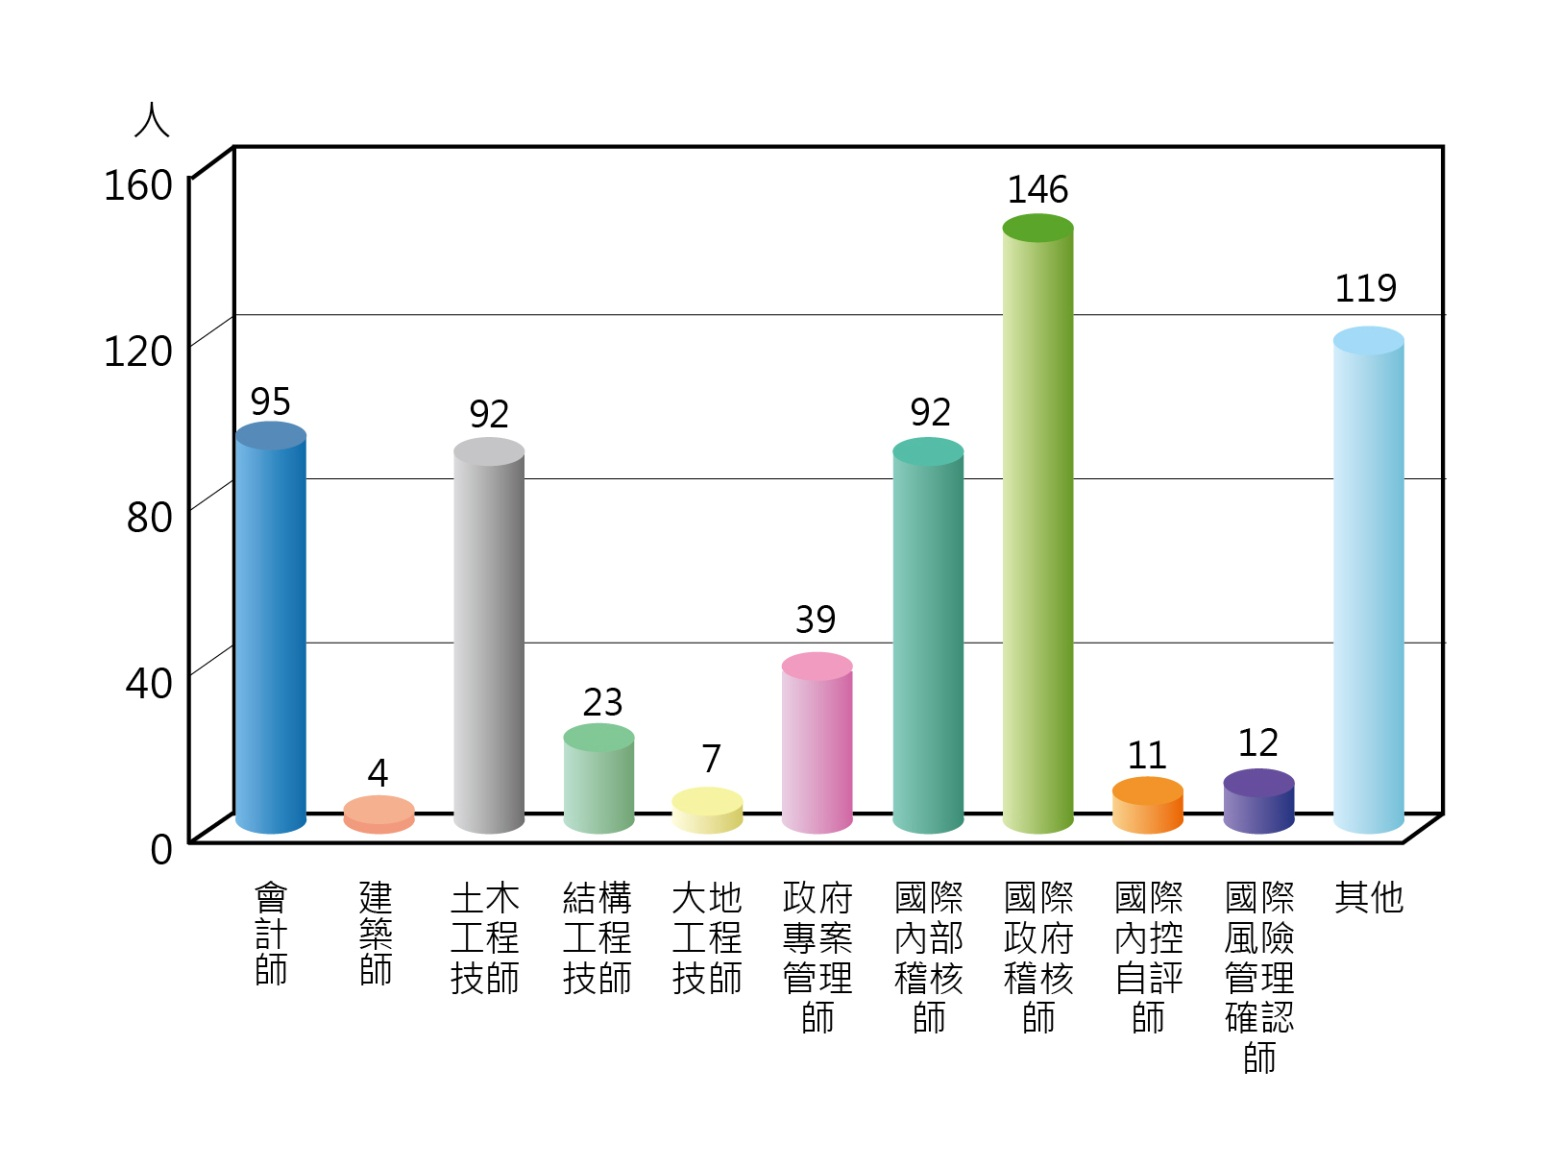 人
160
120
80
40
0
95
4
92
23
7
39
92
146
11
12
119
會
計
師
建
築
師
土木
工程
技師
結構
工程
技師
大地
工程
技師
政府
專案
管理
師
國際
內部
稽核
師
國際
政府
稽核
師
國際
內控
自評
師
國際
風險
管理
確認
師
其他